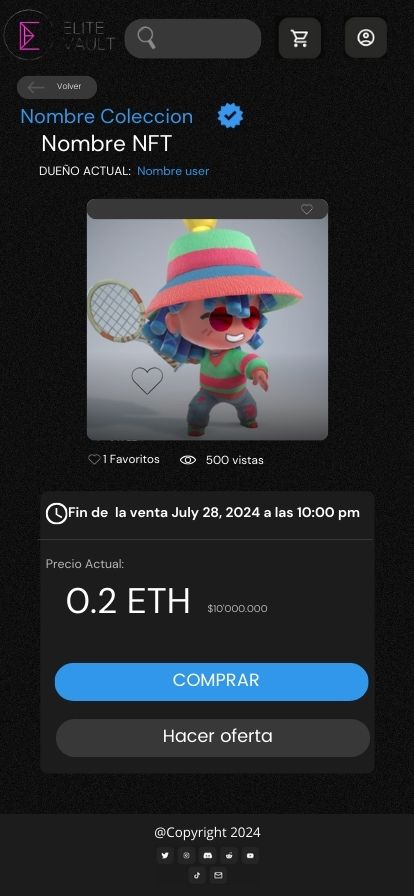 ELITE
VAULT
Volver
Nombre Coleccion
Nombre NFT
DUEÑO ACTUAL: Nombre user
1 Favoritos 500 vistas
Fin de la venta July 28, 2024 a las 10:00 pm
Precio Actual:
0.2 ETH $10'000.000
COMPRAR
Hacer oferta
@Copyright 2024